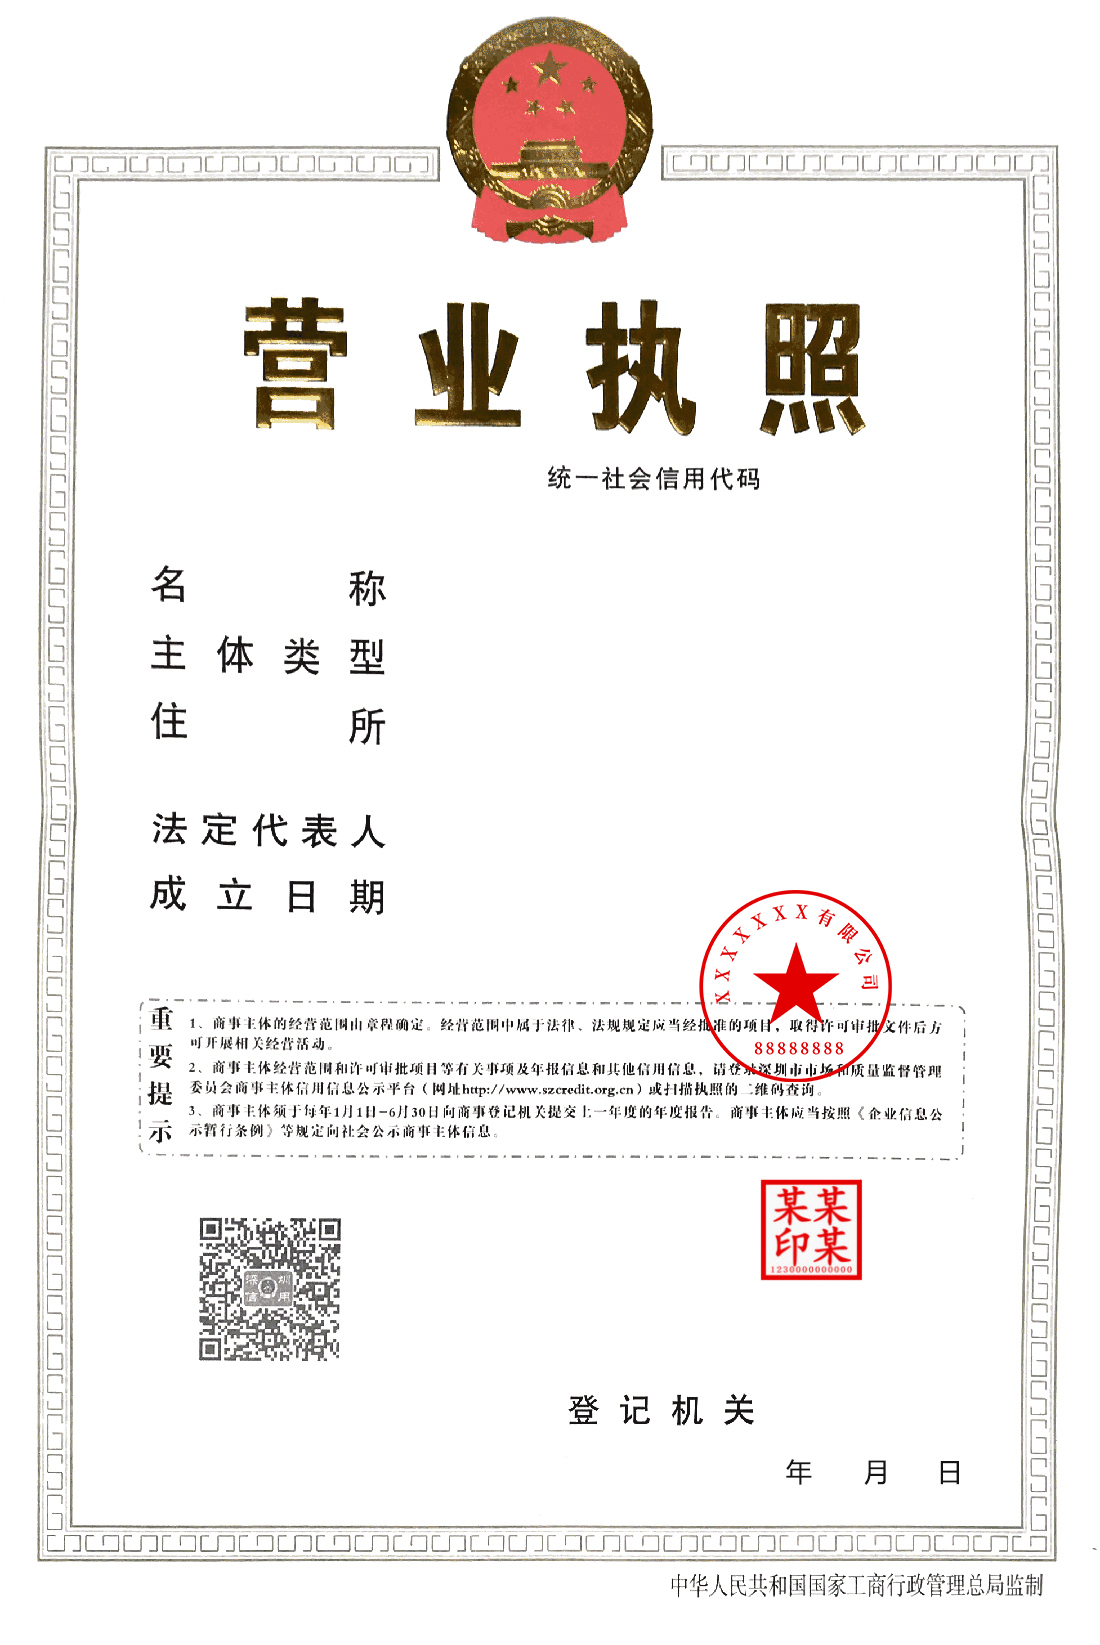 营业执照
统一社会信用代码
名称
主体类型
住所
法定代表人
成立日期
XXXXXXXX有限公司
88888888
重要提示
1、商事主体的经营范围由章程确定。经营范围中属于法律、法规规定应当经批准的项目，取得许可审批文件后方
可开展相关经营活动。
2、商事主体经营范围和许可审批项目等有关事项及年报信息和其他信用信息，请登录深圳市市场和质量监督管理
委员会商事主体信用信息公示平台（网址http://www.szcredit.org.cn）或扫描执照的二维码查询。
3、商事主体须于每年1月1日-6月30日向商事登记机关提交上一年度的年度报告。商事主体应当按照《企业信息公
示暂行条例》等规定向社会公示商事主体信息。
某某
印某
1230000000000
深圳
信用
登记机关
年月日
中华人民共和国国家工商行政管理总局监制